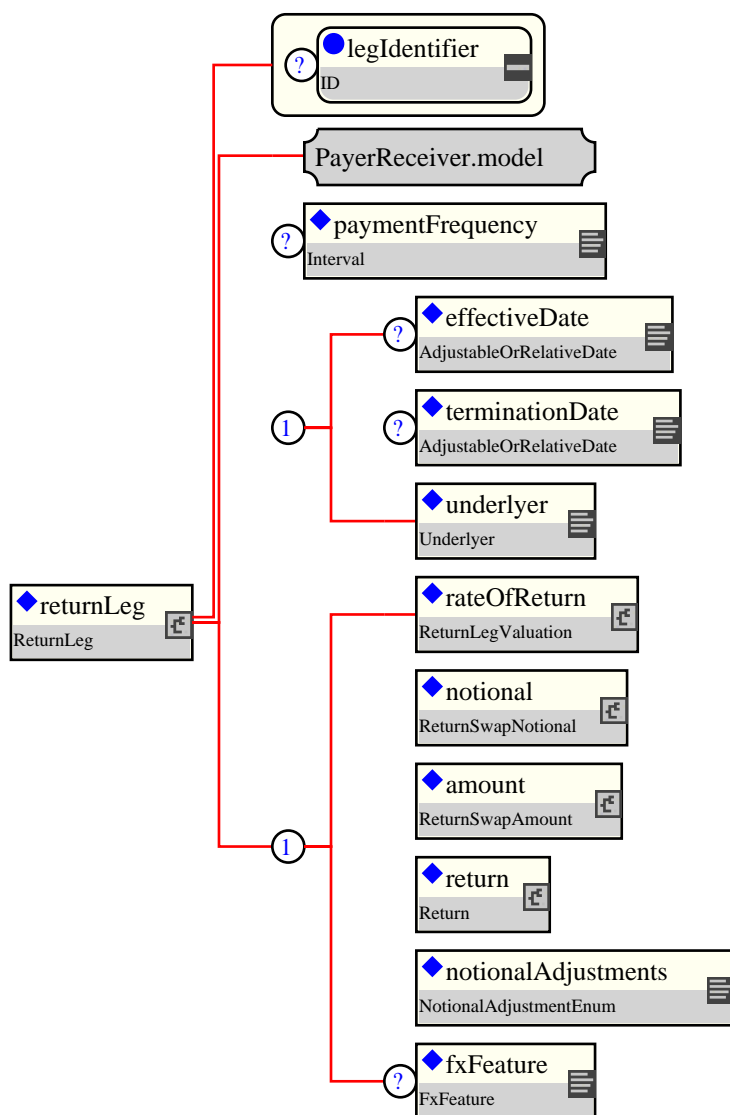 ?
legIdentifier
ID
PayerReceiver.model
?
paymentFrequency
Interval
?
effectiveDate
AdjustableOrRelativeDate
1
?
terminationDate
AdjustableOrRelativeDate
underlyer
Underlyer
returnLeg
ReturnLeg
rateOfReturn
ReturnLegValuation
notional
ReturnSwapNotional
amount
ReturnSwapAmount
1
return
Return
notionalAdjustments
NotionalAdjustmentEnum
?
fxFeature
FxFeature